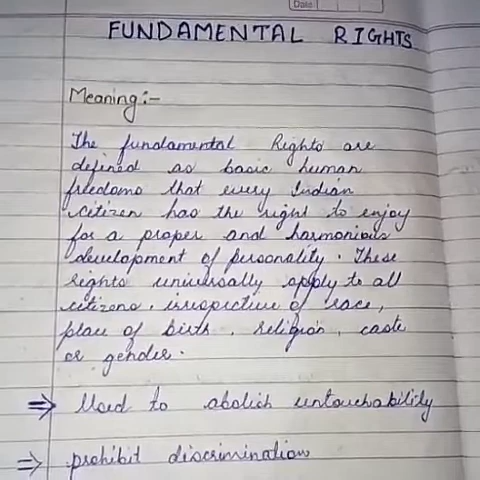 Date
FUNDAMENTAL RIGHTS
Meaning:-
The fundamental Rights are
defined as basic human
freedoms that every Indian
citizen has the right to enjoy
for a proper and harmonious
development of personality. These
rights universally apply to all
citizens, irrespective of race,
place of birth, religion, caste
or gender.
⇒ Used to abolish untouchability
⇒ prohibit discrimination